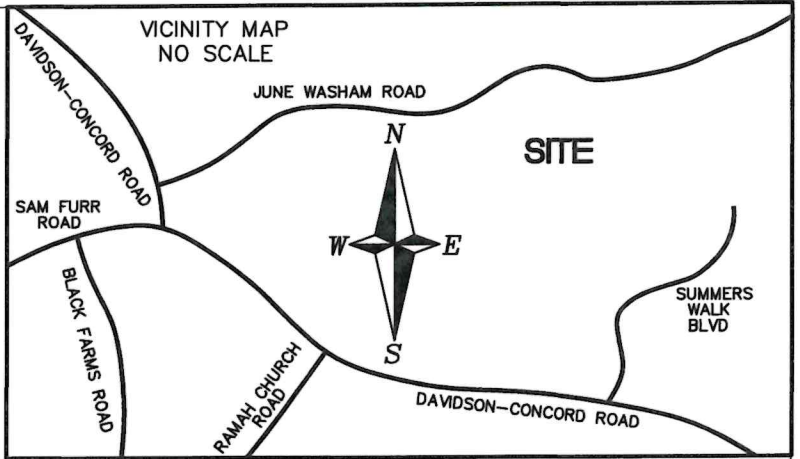 VICINITY MAP
NO SCALE
DAVIDSON-CONCORD ROAD
JUNE WASHAM ROAD
N
SITE
SAM FURR
ROAD
W
E
SUMMERS
WALK
BLVD
BLACK FARMS ROAD
S
RAMAH CHURCH
ROAD
DAVIDSON-CONCORD ROAD